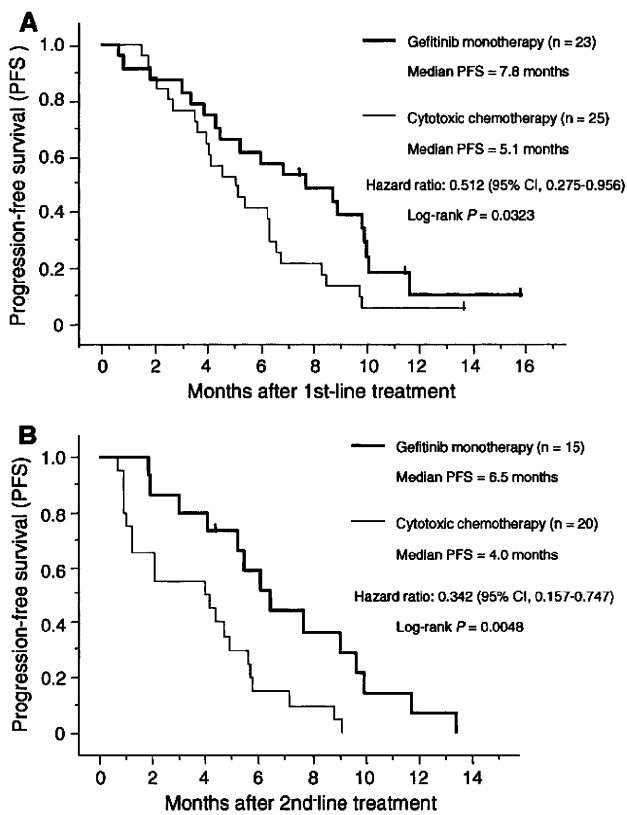 A
Progression-free survival (PFS)
1.0
0.8
0.6
0.4
0.2
0
0 2 4 6 8 10 12 14 16
Months after 1st-line treatment
Gefitinib monotherapy (n = 23)
Median PFS = 7.8 months
Cytotoxic chemotherapy (n = 25)
Median PFS = 5.1 months
Hazard ratio: 0.512 (95% CI, 0.275-0.956)
Log-rank P = 0.0323
B
Progression-free survival (PFS)
1.0
0.8
0.6
0.4
0.2
0
0 2 4 6 8 10 12 14
Months after 2nd-line treatment
Gefitinib monotherapy (n = 15)
Median PFS = 6.5 months
Cytotoxic chemotherapy (n = 20)
Median PFS = 4.0 months
Hazard ratio: 0.342 (95% CI, 0.157-0.747)
Log-rank P = 0.0048